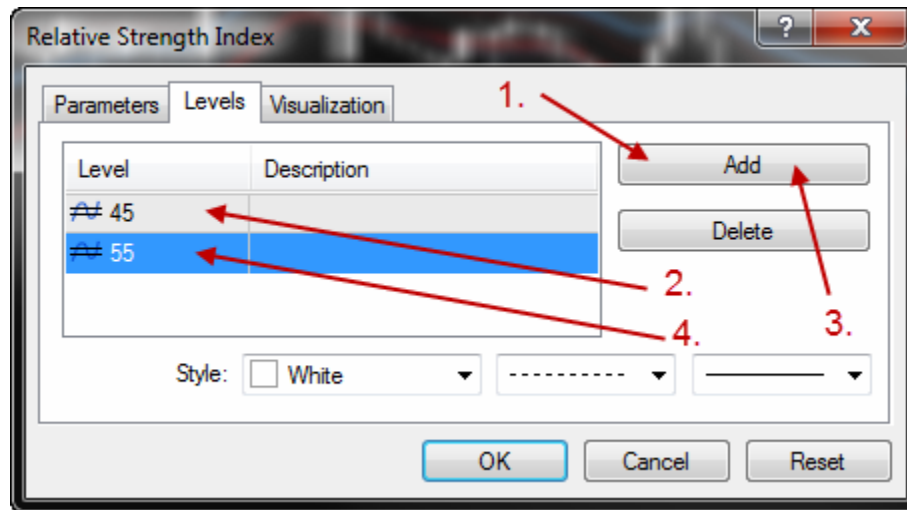 Relative Strength Index
?
x
Parameters Levels Visualization
1.
Level Description
Add
45
55
Delete
2.
3.
4.
Style: White
OK Cancel Reset